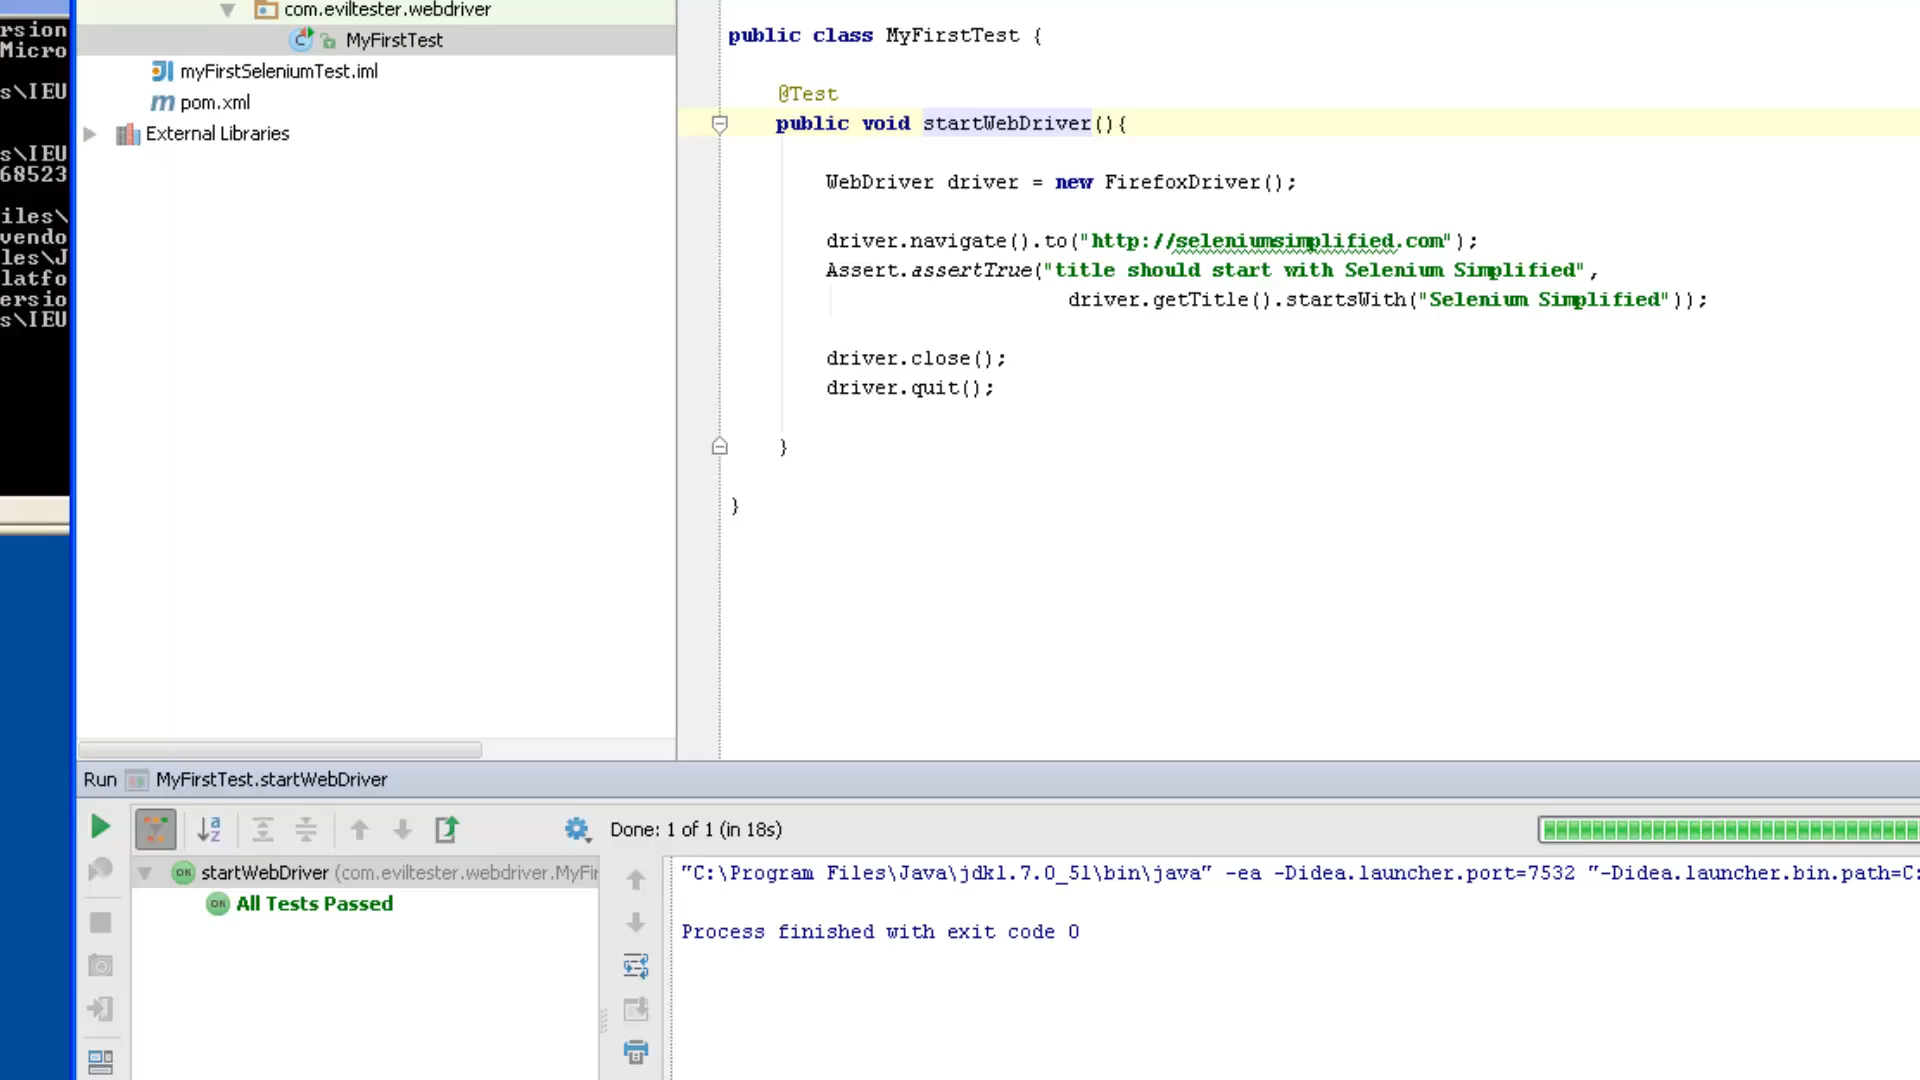 rsion
Micro
s\IEU
s\IEU
68523
iles\
vendo
les\J
latfo
ersio
s\IEU
com.eviltester.webdriver
MyFirstTest
myFirstSeleniumTest.iml
pom.xml
External Libraries
public class MyFirstTest {
@Test
public void startWebDriver(){
WebDriver driver = new FirefoxDriver();
driver.navigate().to("http://seleniumsimplified.com");
Assert.assertTrue("title should start with Selenium Simplified",
driver.getTitle().startsWith("Selenium Simplified"));
driver.close();
driver.quit();
}
}
Run MyFirstTest.startWebDriver
Done: 1 of 1 (in 18s)
startWebDriver (com.eviltester.webdriver.MyFir
All Tests Passed
"C:\Program Files\Java\jdk1.7.0_51\bin\java" -ea -Didea.launcher.port=7532 "-Didea.launcher.bin.path=C:
Process finished with exit code 0